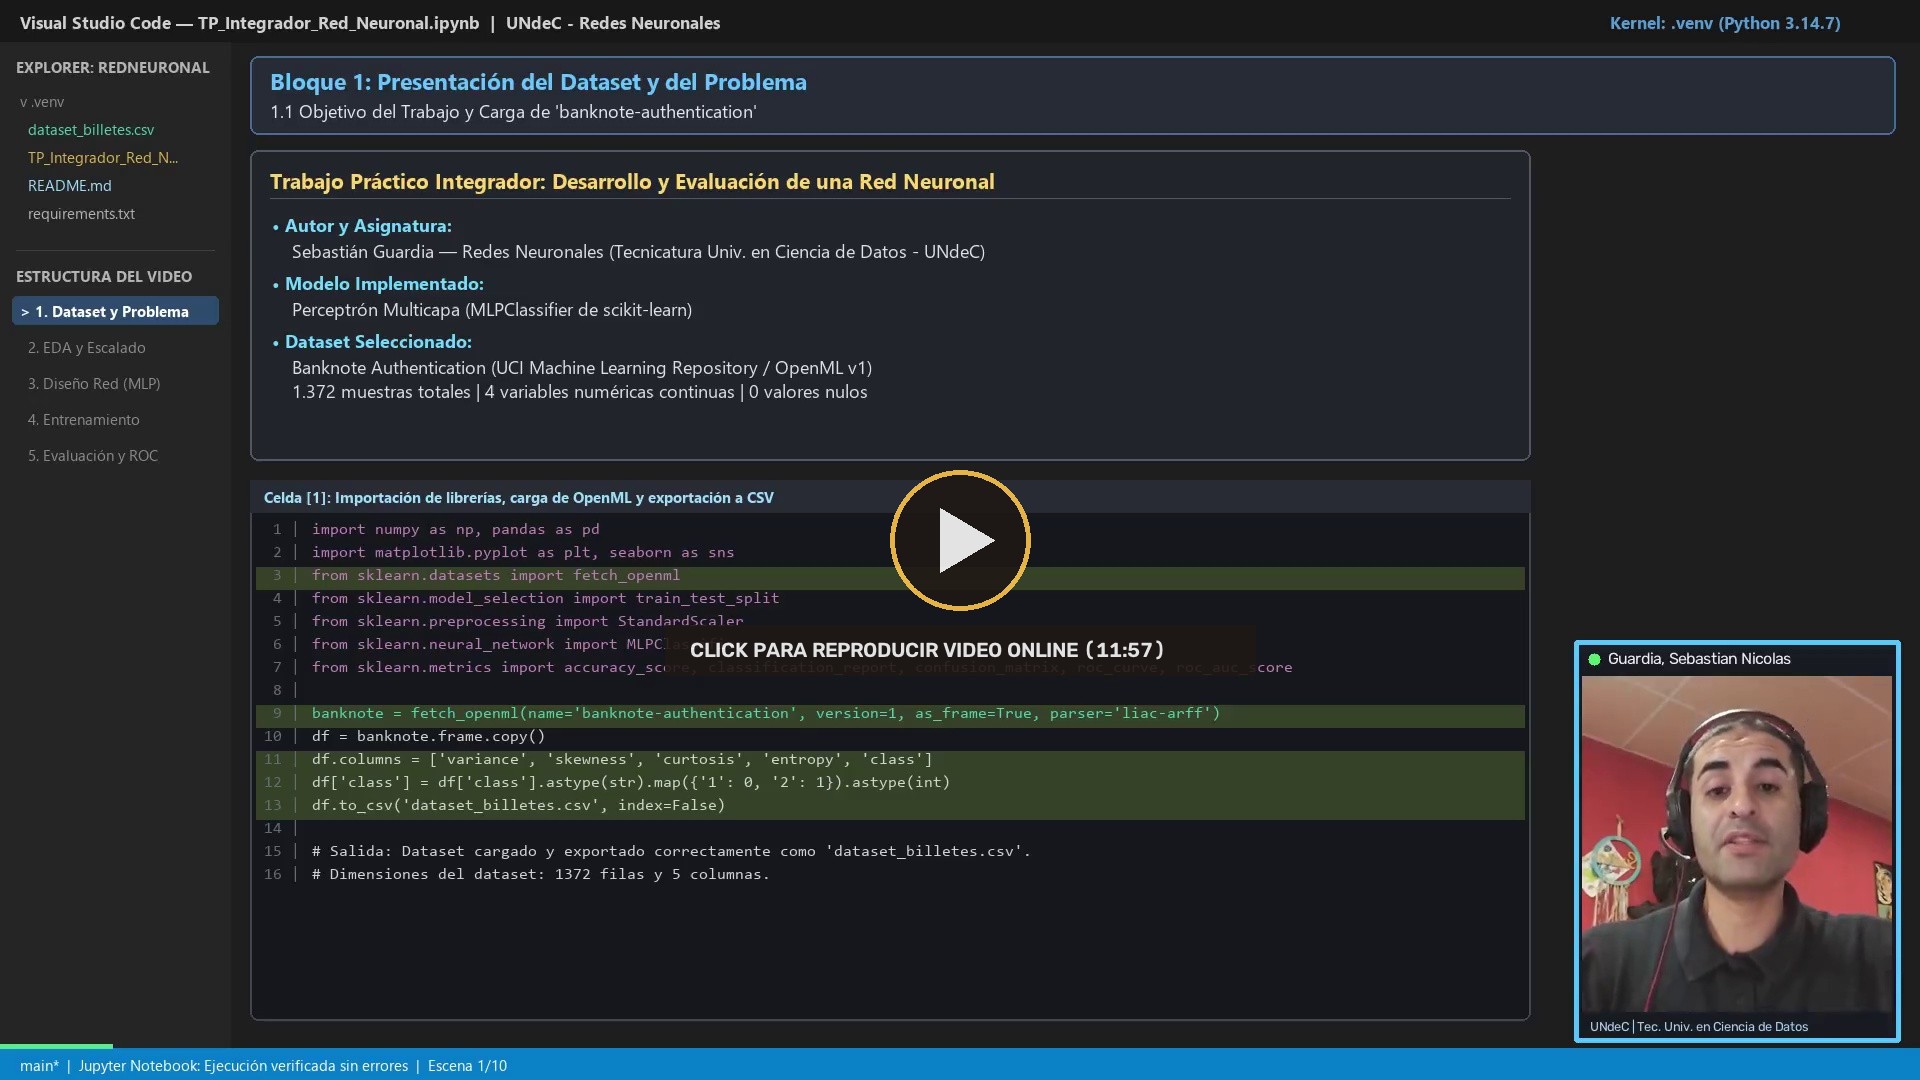 Visual Studio Code — TP_Integrador_Red_Neuronal.ipynb | UNdeC - Redes Neuronales
Kernel: .venv (Python 3.14.7)
EXPLORER: REDNEURONAL
v .venv
dataset_billetes.csv
TP_Integrador_Red_N...
README.md
requirements.txt
ESTRUCTURA DEL VIDEO
> 1. Dataset y Problema
2. EDA y Escalado
3. Diseño Red (MLP)
4. Entrenamiento
5. Evaluación y ROC
Bloque 1: Presentación del Dataset y del Problema
1.1 Objetivo del Trabajo y Carga de 'banknote-authentication'
Trabajo Práctico Integrador: Desarrollo y Evaluación de una Red Neuronal
• Autor y Asignatura:
Sebastián Guardia — Redes Neuronales (Tecnicatura Univ. en Ciencia de Datos - UNdeC)
• Modelo Implementado:
Perceptrón Multicapa (MLPClassifier de scikit-learn)
• Dataset Seleccionado:
Banknote Authentication (UCI Machine Learning Repository / OpenML v1)
1.372 muestras totales | 4 variables numéricas continuas | 0 valores nulos
Celda [1]: Importación de librerías, carga de OpenML y exportación a CSV
1 | import numpy as np, pandas as pd
2 | import matplotlib.pyplot as plt, seaborn as sns
3 | from sklearn.datasets import fetch_openml
4 | from sklearn.model_selection import train_test_split
5 | from sklearn.preprocessing import StandardScaler
6 | from sklearn.neural_network import
7 | from sklearn.metrics import accuracy_score, classification_report, confusion_matrix, roc_curve, roc_auc_score
8 |
9 | banknote = fetch_openml(name='banknote-authentication', version=1, as_frame=True, parser='liac-arff')
10 | df = banknote.frame.copy()
11 | df.columns = ['variance', 'skewness', 'curtosis', 'entropy', 'class']
12 | df['class'] = df['class'].astype(str).map({'1': 0, '2': 1}).astype(int)
13 | df.to_csv('dataset_billetes.csv', index=False)
14 |
15 | # Salida: Dataset cargado y exportado correctamente como 'dataset_billetes.csv'.
16 | # Dimensiones del dataset: 1372 filas y 5 columnas.
CLICK PARA REPRODUCIR VIDEO ONLINE (11:57)
Guardia, Sebastian Nicolas
UNdeC | Tec. Univ. en Ciencia de Datos
main* | Jupyter Notebook: Ejecución verificada sin errores | Escena 1/10